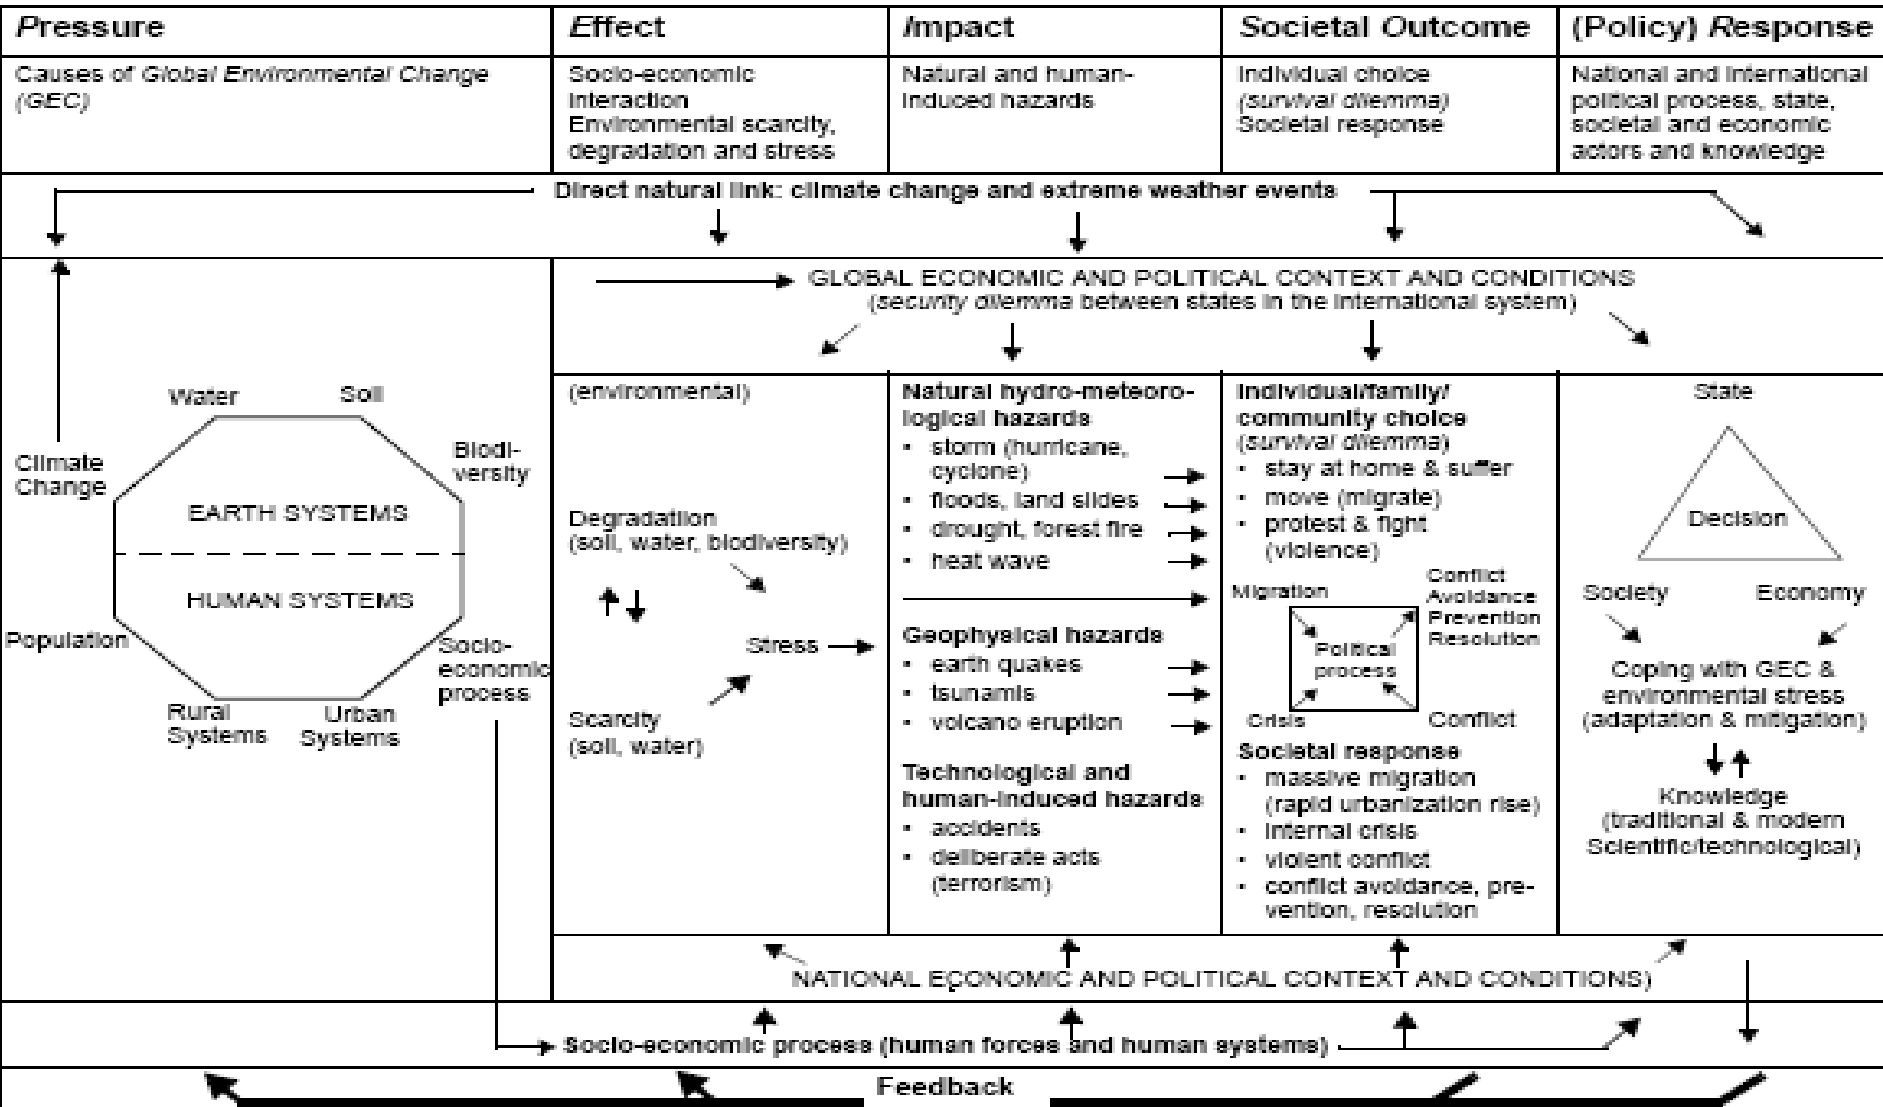 Pressure
Effect
Impact
Societal Outcome
(Policy) Response
Causes of Global Environmental Change
(GEC)
Socio-economic
interaction
Environmental scarcity,
degradation and stress
Natural and human-
induced hazards
Individual choice
(survival dilemma)
Societal response
National and international
political process, state,
societal and economic
actors and knowledge
Direct natural link: climate change and extreme weather events
GLOBAL ECONOMIC AND POLITICAL CONTEXT AND CONDITIONS
(security dilemma between states in the international system)
Water
Soil
Climate
Change
Biodi-
versity
EARTH SYSTEMS
HUMAN SYSTEMS
Population
Socio-
economic
process
Rural
Systems
Urban
Systems
(environmental)
Degradatiion
(soil, water, biodiversity)
Stress
Scarcity
(soil, water)
Natural hydro-meteoro-
logical hazards
• storm (hurricane,
cyclone)
• floods, land slides
• drought, forest fire
• heat wave
Geophysical hazards
• earth quakes
• tsunamis
• volcano eruption
Technological and
human-induced hazards
• accidents
• deliberate acts
(terrorism)
Individual/family/
community choice
(survival dilemma)
• stay at home & suffer
• move (migrate)
• protest & fight
(violence)
Migration
Conflict
Avoidance
Prevention
Resolution
Political
process
Crisis
Conflict
Societal response
• massive migration
(rapid urbanization rise)
• internal crisis
• violent conflict
• conflict avoidance, pre-
vention, resolution
State
Decision
Society
Economy
Coping with GEC &
environmental stress
(adaptation & mitigation)
Knowledge
(traditional & modern
Scientific/technological)
NATIONAL ECONOMIC AND POLITICAL CONTEXT AND CONDITIONS)
Socio-economic process (human forces and human systems)
Feedback